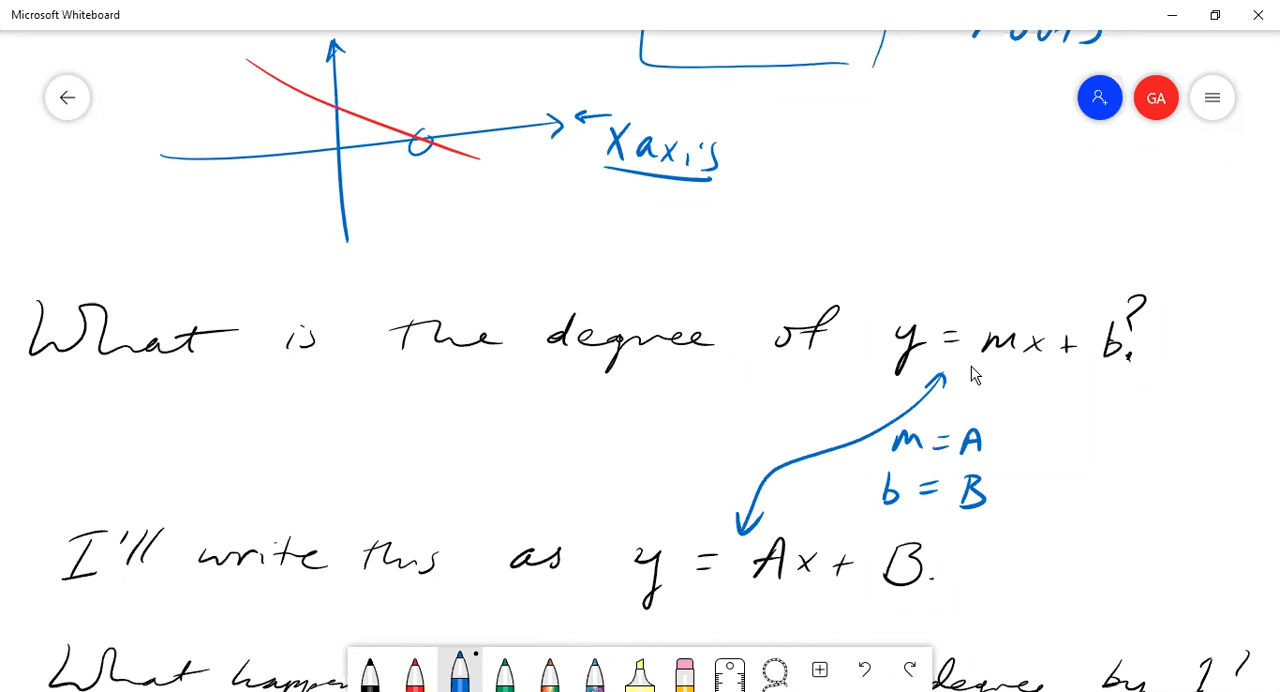 Microsoft Whiteboard
GA
X axis
What is the degree of y = mx + b?
m = A
b = B
I'll write this as y = Ax + B.
What happen degree by 1?